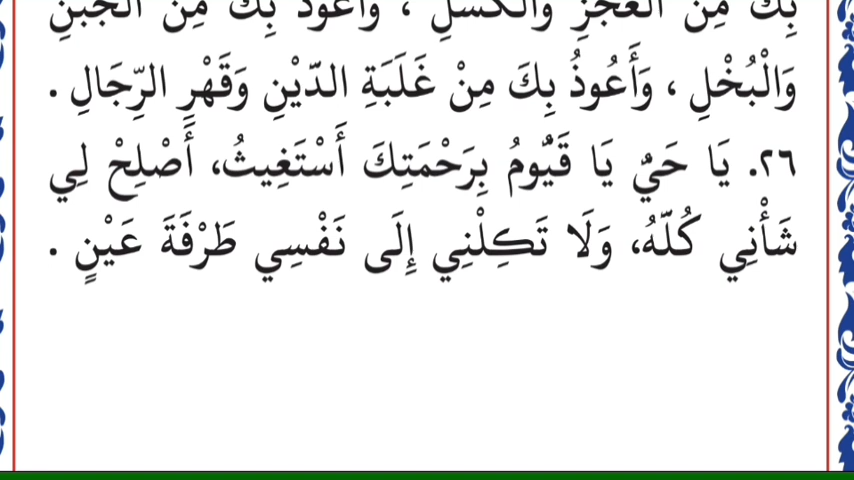 بِكَ مِنَ الْعَجْزِ وَالْكَسَلِ ، وَأَعُوذُ بِكَ مِنَ الْجُبْنِ
وَالْبُخْلِ ، وَأَعُوذُ بِكَ مِنْ غَلَبَةِ الدَّيْنِ وَقَهْرِ الرِّجَالِ .
٢٦. يَا حَيُّ يَا قَيُّومُ بِرَحْمَتِكَ أَسْتَغِيثُ، أَصْلِحْ لِي
شَأْنِي كُلَّهُ، وَلَا تَكِلْنِي إِلَى نَفْسِي طَرْفَةَ عَيْنٍ .